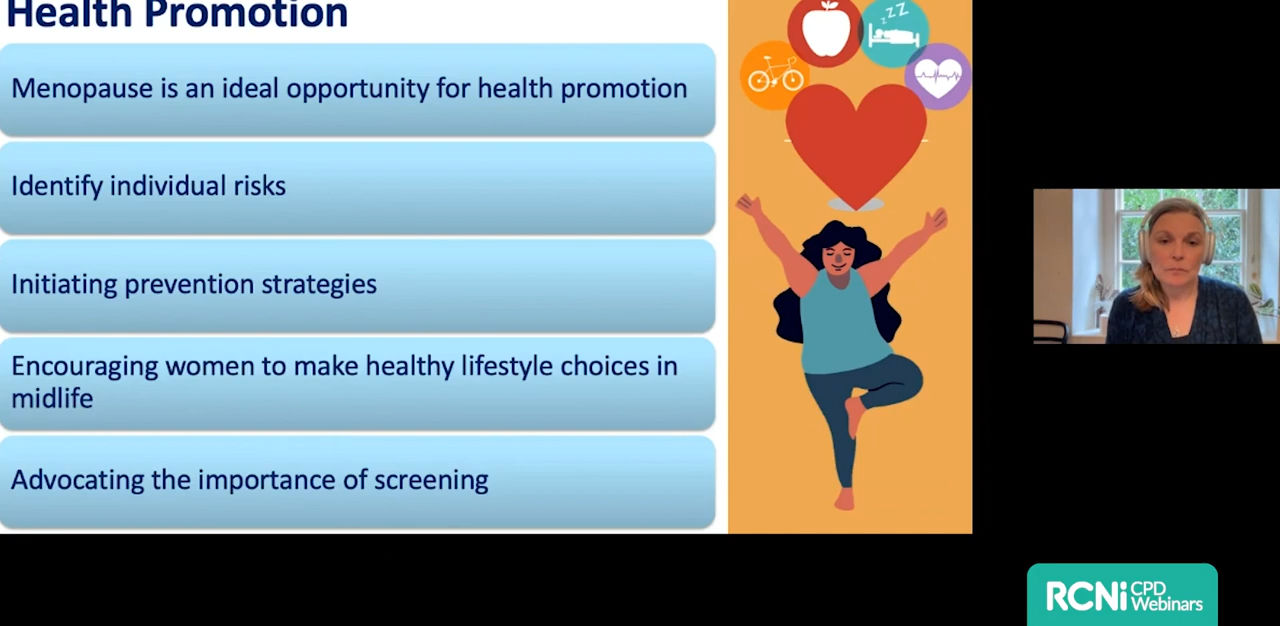 Health Promotion
Menopause is an ideal opportunity for health promotion
Identify individual risks
Initiating prevention strategies
Encouraging women to make healthy lifestyle choices in
midlife
Advocating the importance of screening
zZZ
RCNi CPD
Webinars